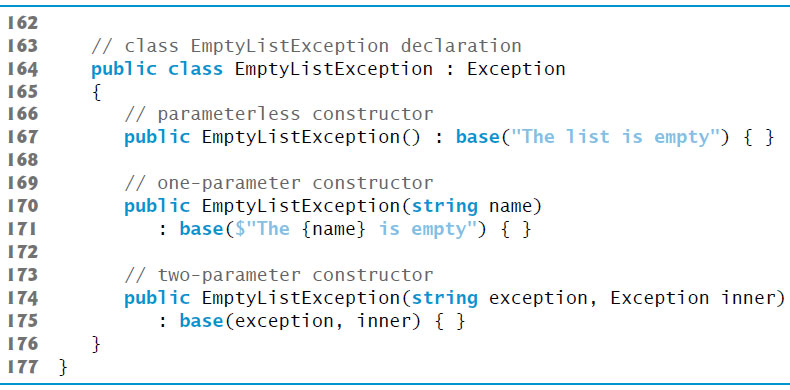 162
163 // class EmptyListException declaration
164 public class EmptyListException : Exception
165 {
166 // parameterless constructor
167 public EmptyListException() : base("The list is empty") { }
168
169 // one-parameter constructor
170 public EmptyListException(string name)
171 : base($"The {name} is empty") { }
172
173 // two-parameter constructor
174 public EmptyListException(string exception, Exception inner)
175 : base(exception, inner) { }
176 }
177 }